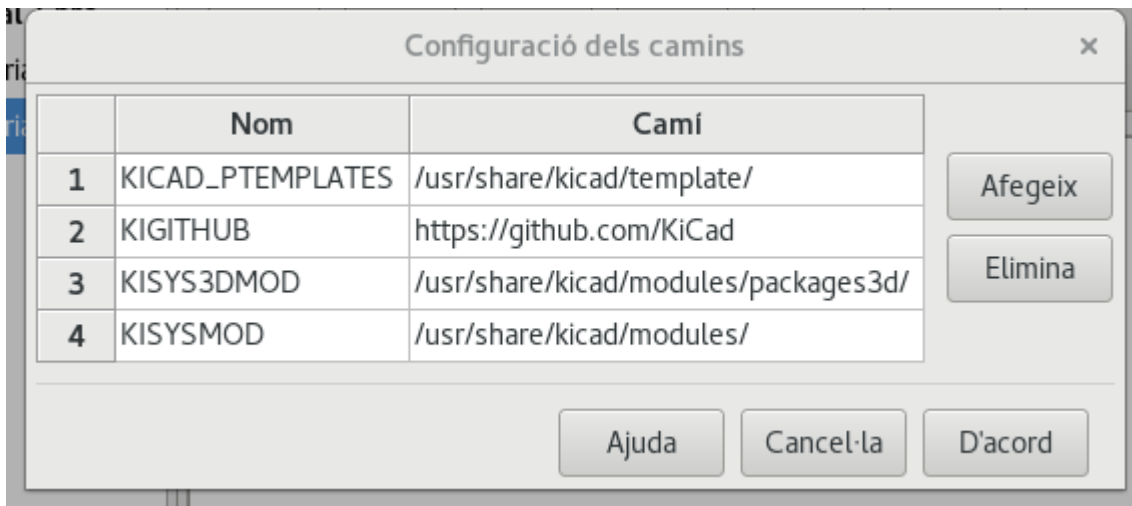 Configuració dels camins
Nom Camí
1 KICAD_PTEMPLATES /usr/share/kicad/template/
2 KIGITHUB https://github.com/KiCad
3 KISYS3DMOD /usr/share/kicad/modules/packages3d/
4 KISYSMOD /usr/share/kicad/modules/
Afegeix
Elimina
Ajuda Cancel·la D'acord